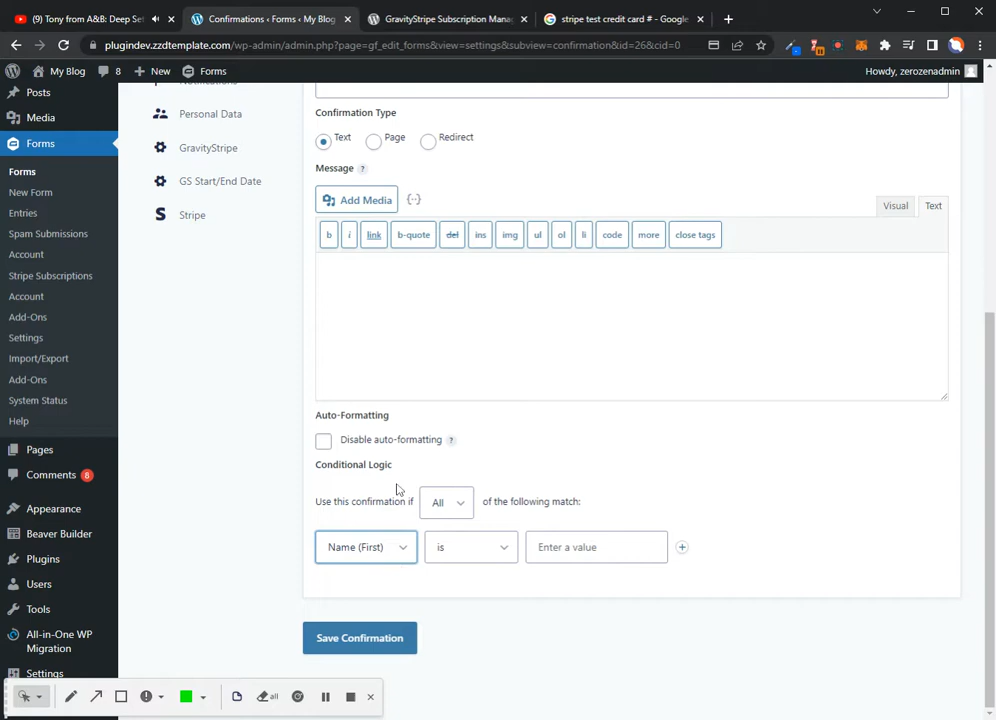 Tony from A&B: Deep Se
Confirmations ‹ Forms ‹ My Blog
GravityStripe Subscription Mana
stripe test credit card # - Google
plugindev.zzdtemplate.com/wp-admin/admin.php?page=gf_edit_forms&view=settings&subview=confirmation&id=26&cid=0
My Blog 8 + New Forms Howdy, zerozenadmin
Posts
Media
Forms
Forms
New Form
Entries
Spam Submissions
Account
Stripe Subscriptions
Account
Add-Ons
Settings
Import/Export
Add-Ons
System Status
Help
Pages
Comments 8
Appearance
Beaver Builder
Plugins
Users
Tools
All-in-One WP
Migration
Settings
Notifications
Personal Data
GravityStripe
GS Start/End Date
S Stripe
Confirmation Type
Text Page Redirect
Message ?
Add Media {··}
Visual Text
b i link b-quote del ins img ul ol li code more close tags
Auto-Formatting
Disable auto-formatting ?
Conditional Logic
Use this confirmation if All of the following match:
Name (First) is Enter a value +
Save Confirmation
all